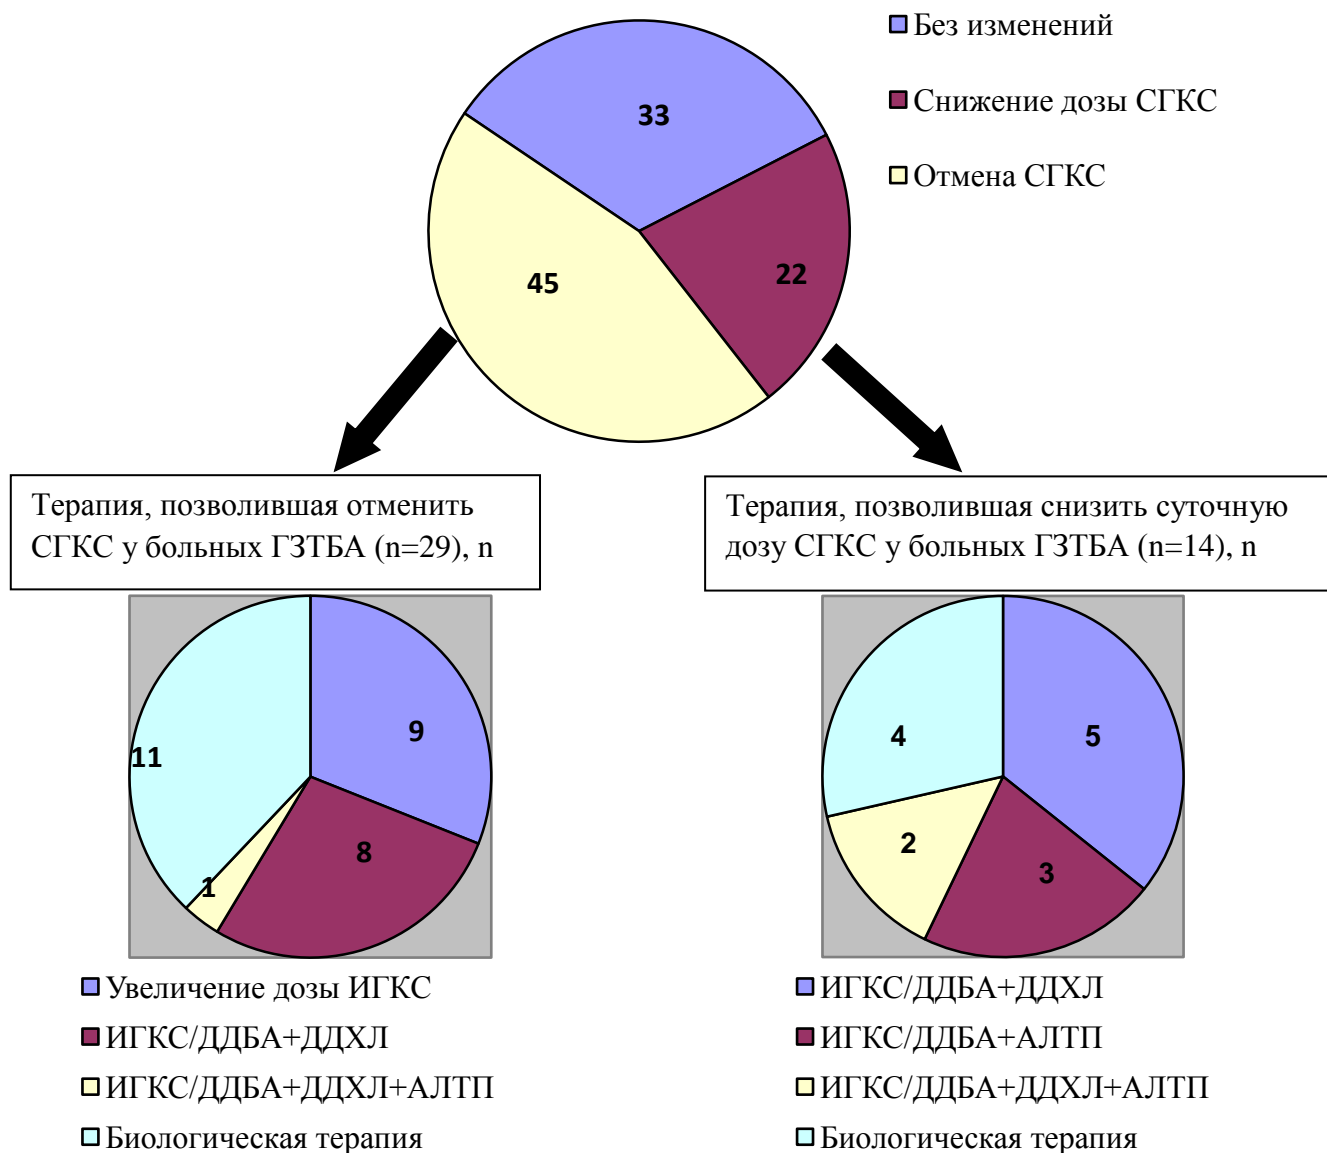 33
22
45
Без изменений
Снижение дозы СГКС
Отмена СГКС
Терапия, позволившая отменить
СГКС у больных ГЗТБА (n=29), n
Терапия, позволившая снизить суточную
дозу СГКС у больных ГЗТБА (n=14), n
9
8
1
11
Увеличение дозы ИГКС
ИГКС/ДДБА+ДДХЛ
ИГКС/ДДБА+ДДХЛ+АЛТП
Биологическая терапия
5
3
2
4
ИГКС/ДДБА+ДДХЛ
ИГКС/ДДБА+АЛТП
ИГКС/ДДБА+ДДХЛ+АЛТП
Биологическая терапия